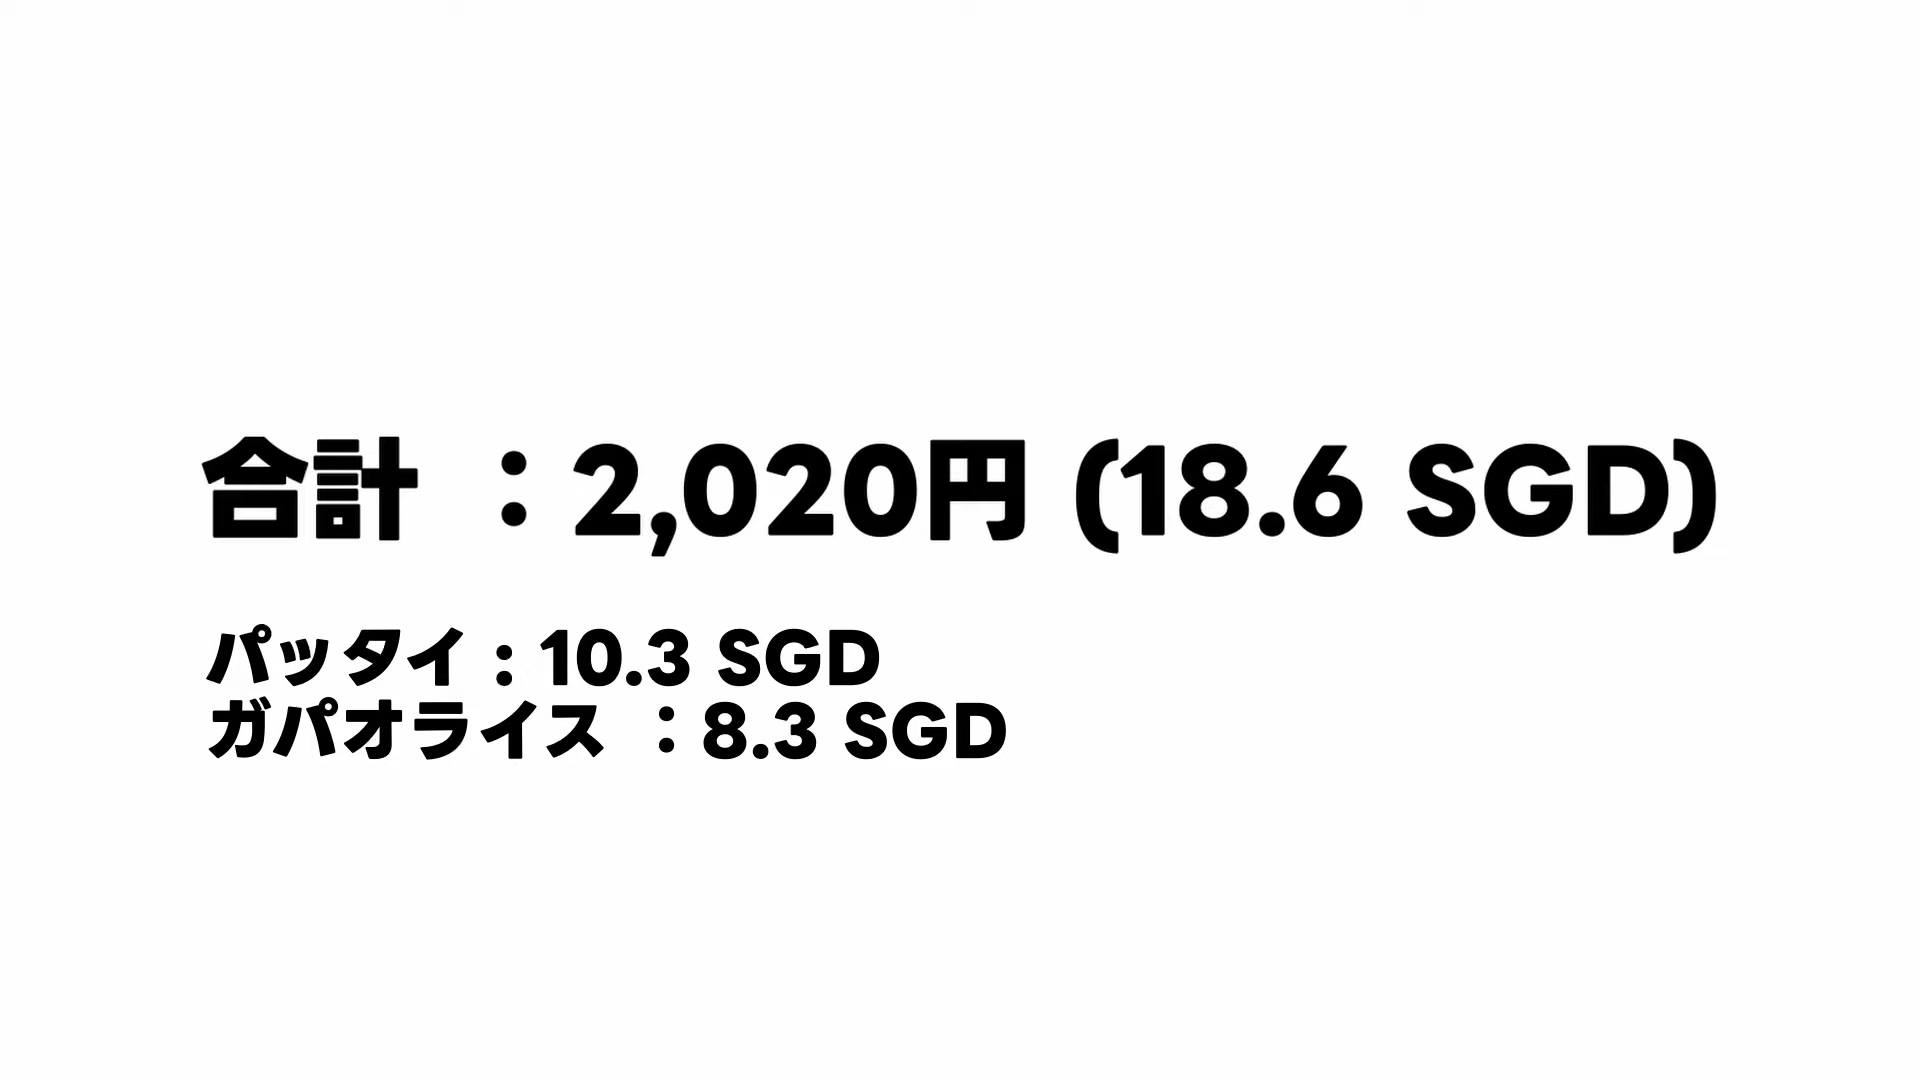 合計 ：2,020円 (18.6 SGD)
パッタイ : 10.3 SGD
ガパオライス ：8.3 SGD